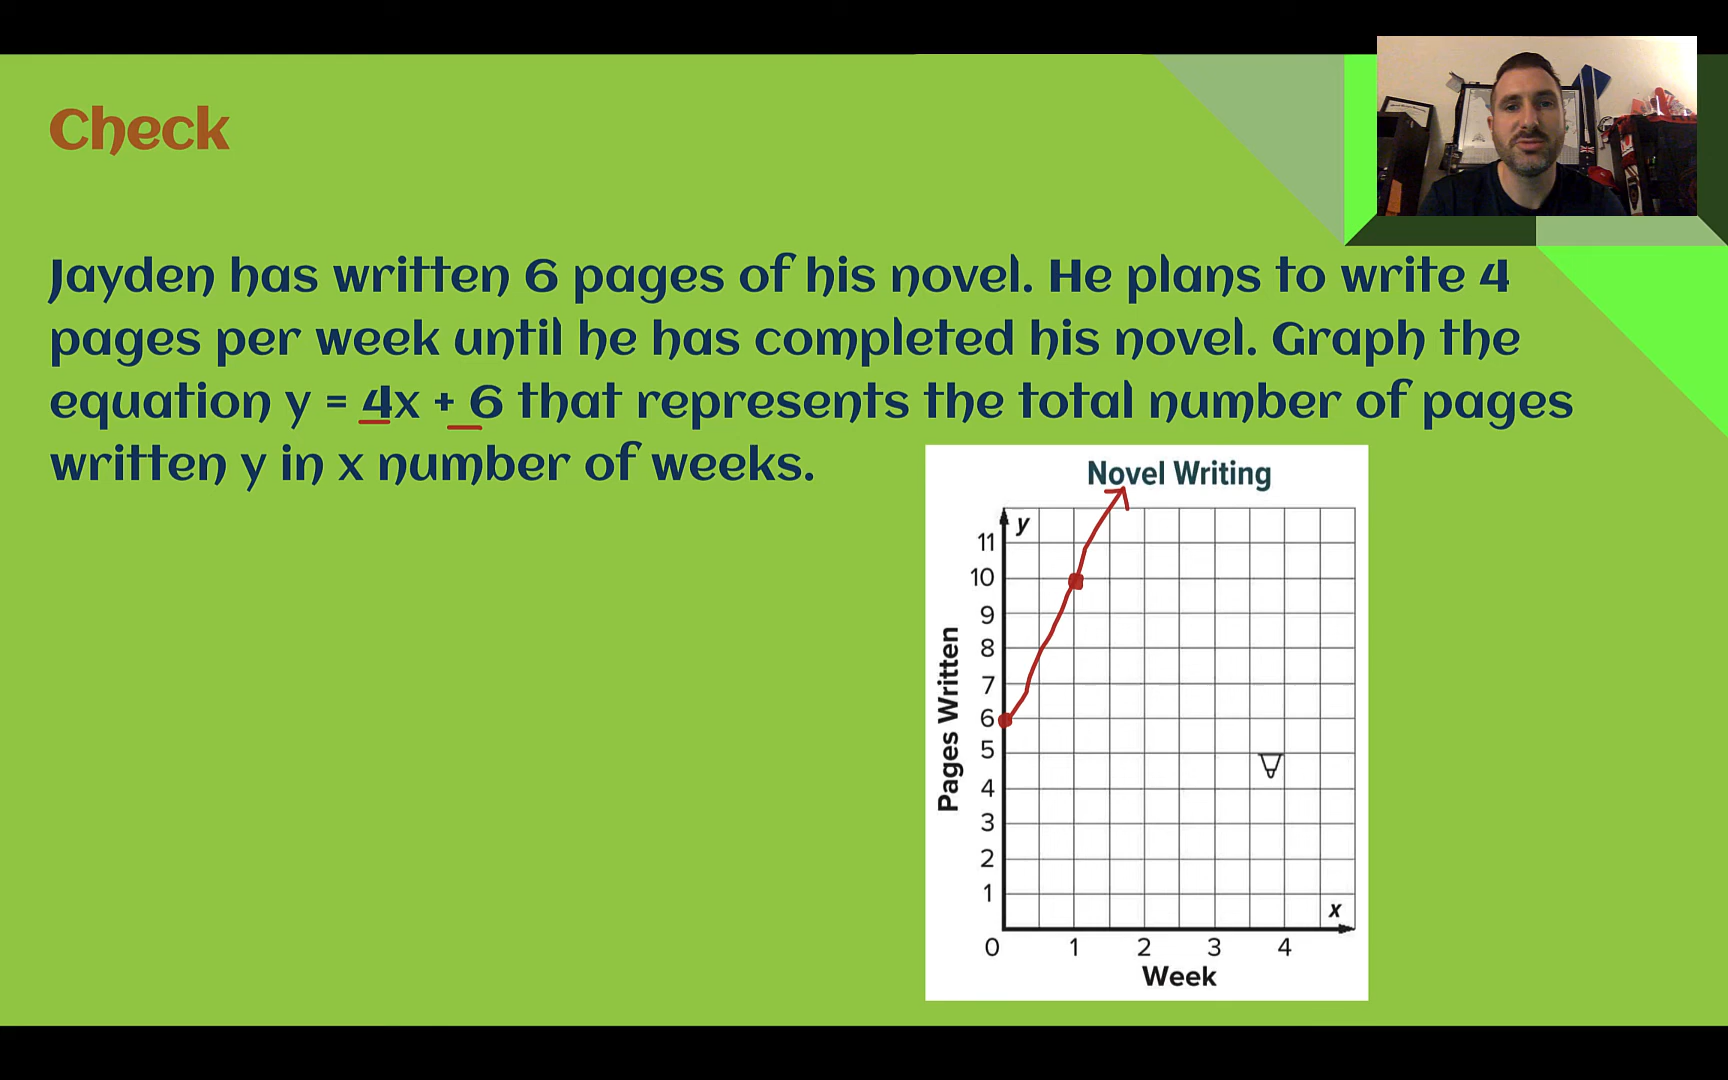 Check
Jayden has written 6 pages of his novel. He plans to write 4
pages per week until he has completed his novel. Graph the
equation y = 4x + 6 that represents the total number of pages
written y in x number of weeks.
Novel Writing
y
11
10
9
8
7
6
5
4
3
2
1
Pages Written
x
0 1 2 3 4
Week